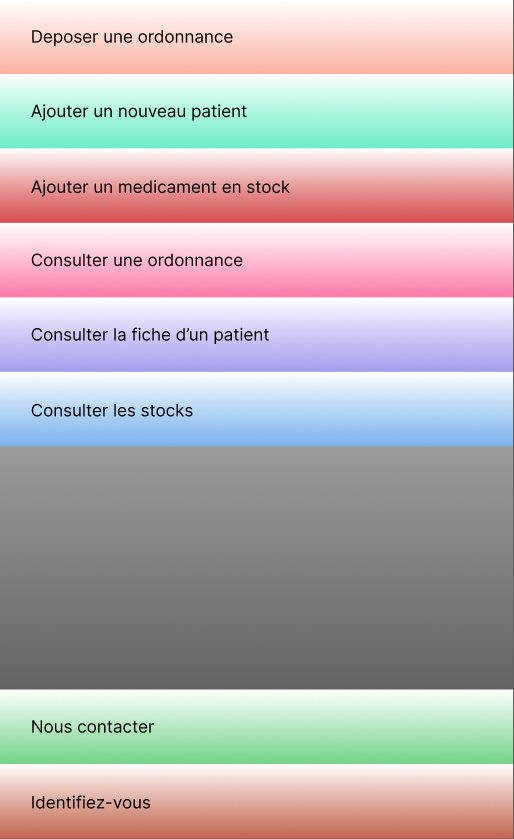 Deposer une ordonnance
Ajouter un nouveau patient
Ajouter un medicament en stock
Consulter une ordonnance
Consulter la fiche d’un patient
Consulter les stocks
Nous contacter
Identifiez-vous